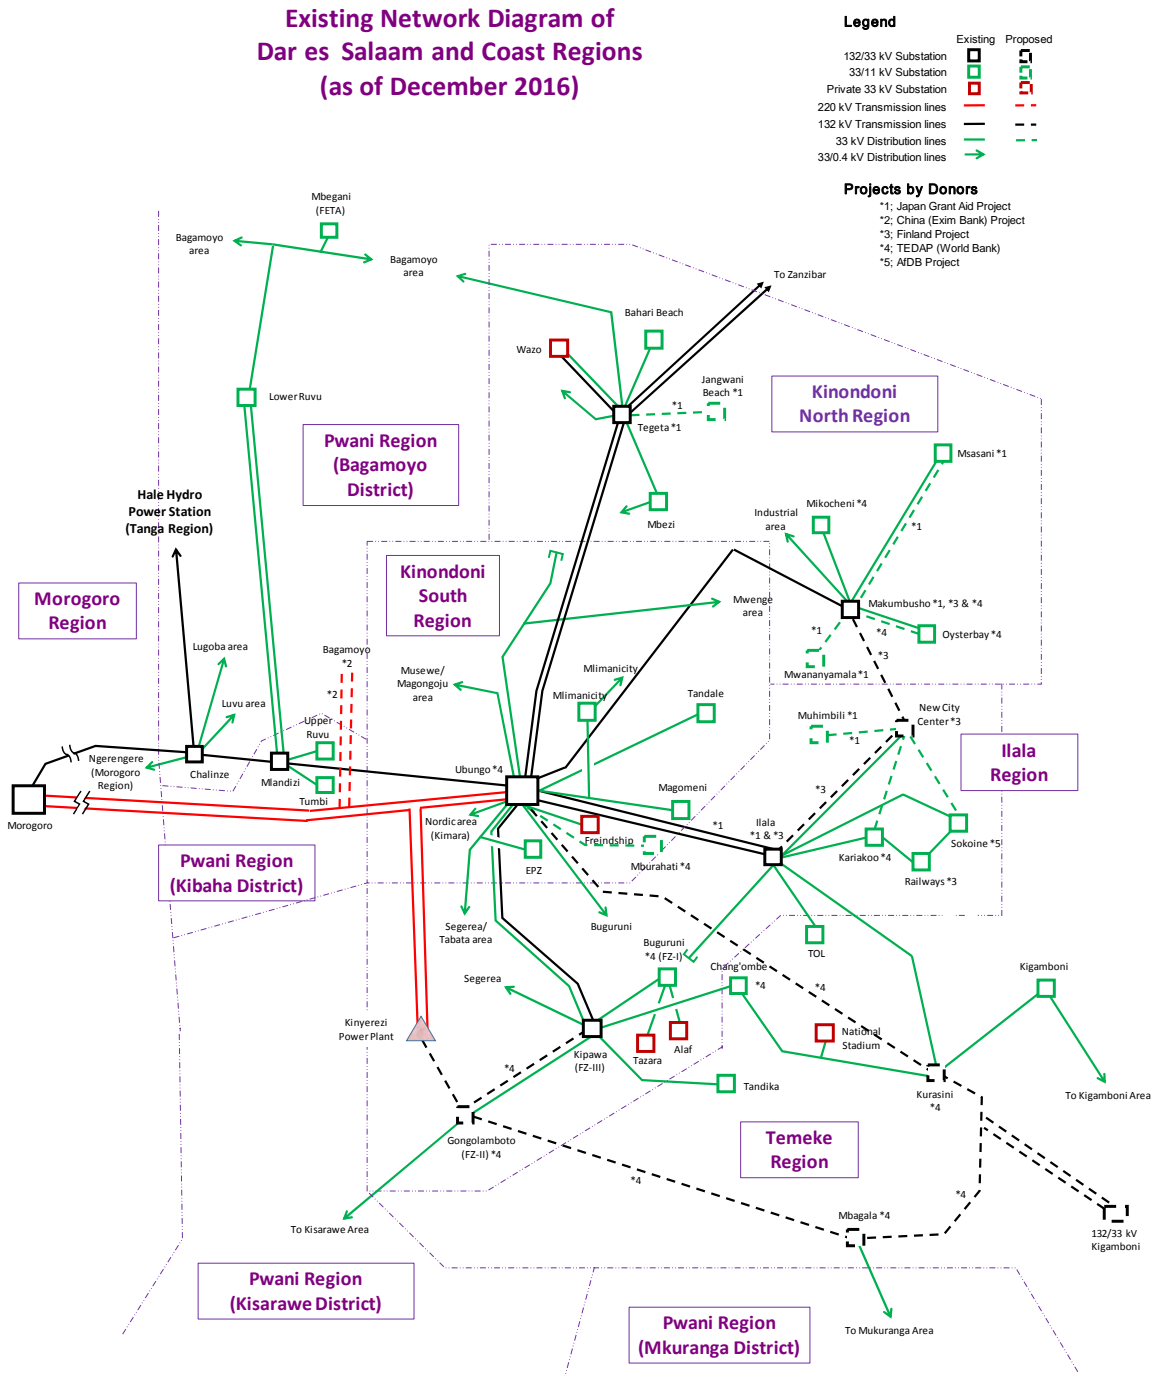 Existing Network Diagram of
Dar es Salaam and Coast Regions
(as of December 2016)
Legend
Existing
Proposed
132/33 kV Substation
33/11 kV Substation
Private 33 kV Substation
220 kV Transmission lines
132 kV Transmission lines
33 kV Distribution lines
33/0.4 kV Distribution lines
Projects by Donors
*1; Japan Grant Aid Project
*2; China (Exim Bank) Project
*3; Finland Project
*4; TEDAP (World Bank)
*5; AfDB Project
Mbegani
(FETA)
Bagamoyo
area
Bagamoyo
area
To Zanzibar
Bahari Beach
Wazo
Jangwani
Beach *1
*1
Tegeta *1
Kinondoni
North Region
Lower Ruvu
Pwani Region
(Bagamoyo
District)
Msasani *1
Mikocheni *4
Industrial
area
*1
Mbezi
Hale Hydro
Power Station
(Tanga Region)
Kinondoni
South
Region
Morogoro
Region
Mwenge
area
Makumbusho *1, *3 & *4
*1
*4
Oysterbay *4
*3
Mwananyamala *1
Lugoba area
Bagamoyo
*2
*2
Musewe/
Magongoju
area
Mlimanicity
Mlimanicity
Tandale
New City
Center *3
Muhimbili *1
*1
Luvu area
Upper
Ruvu
Ilala
Region
Ngerengere
(Morogoro
Region)
Chalinze
Mlandizi
Tumbi
Ubungo *4
Morogoro
Nordic area
(Kimara)
Magomeni
*1
*3
Ilala
*1 & *3
Freindship
Mburahati *4
EPZ
Kariakoo *4
Sokoine *5
Railways *3
Pwani Region
(Kibaha District)
Segerea/
Tabata area
Buguruni
Buguruni
*4 (FZ-I)
TOL
Chang'ombe
*4
*4
Segerea
Kigamboni
Kinyerezi
Power Plant
Kipawa
(FZ-III)
Tazara
Alaf
National
Stadium
*4
Tandika
Kurasini
*4
To Kigamboni Area
Gongolamboto
(FZ-II) *4
Temeke
Region
*4
*4
Mbagala *4
To Kisarawe Area
132/33 kV
Kigamboni
Pwani Region
(Kisarawe District)
Pwani Region
(Mkuranga District)
To Mukuranga Area